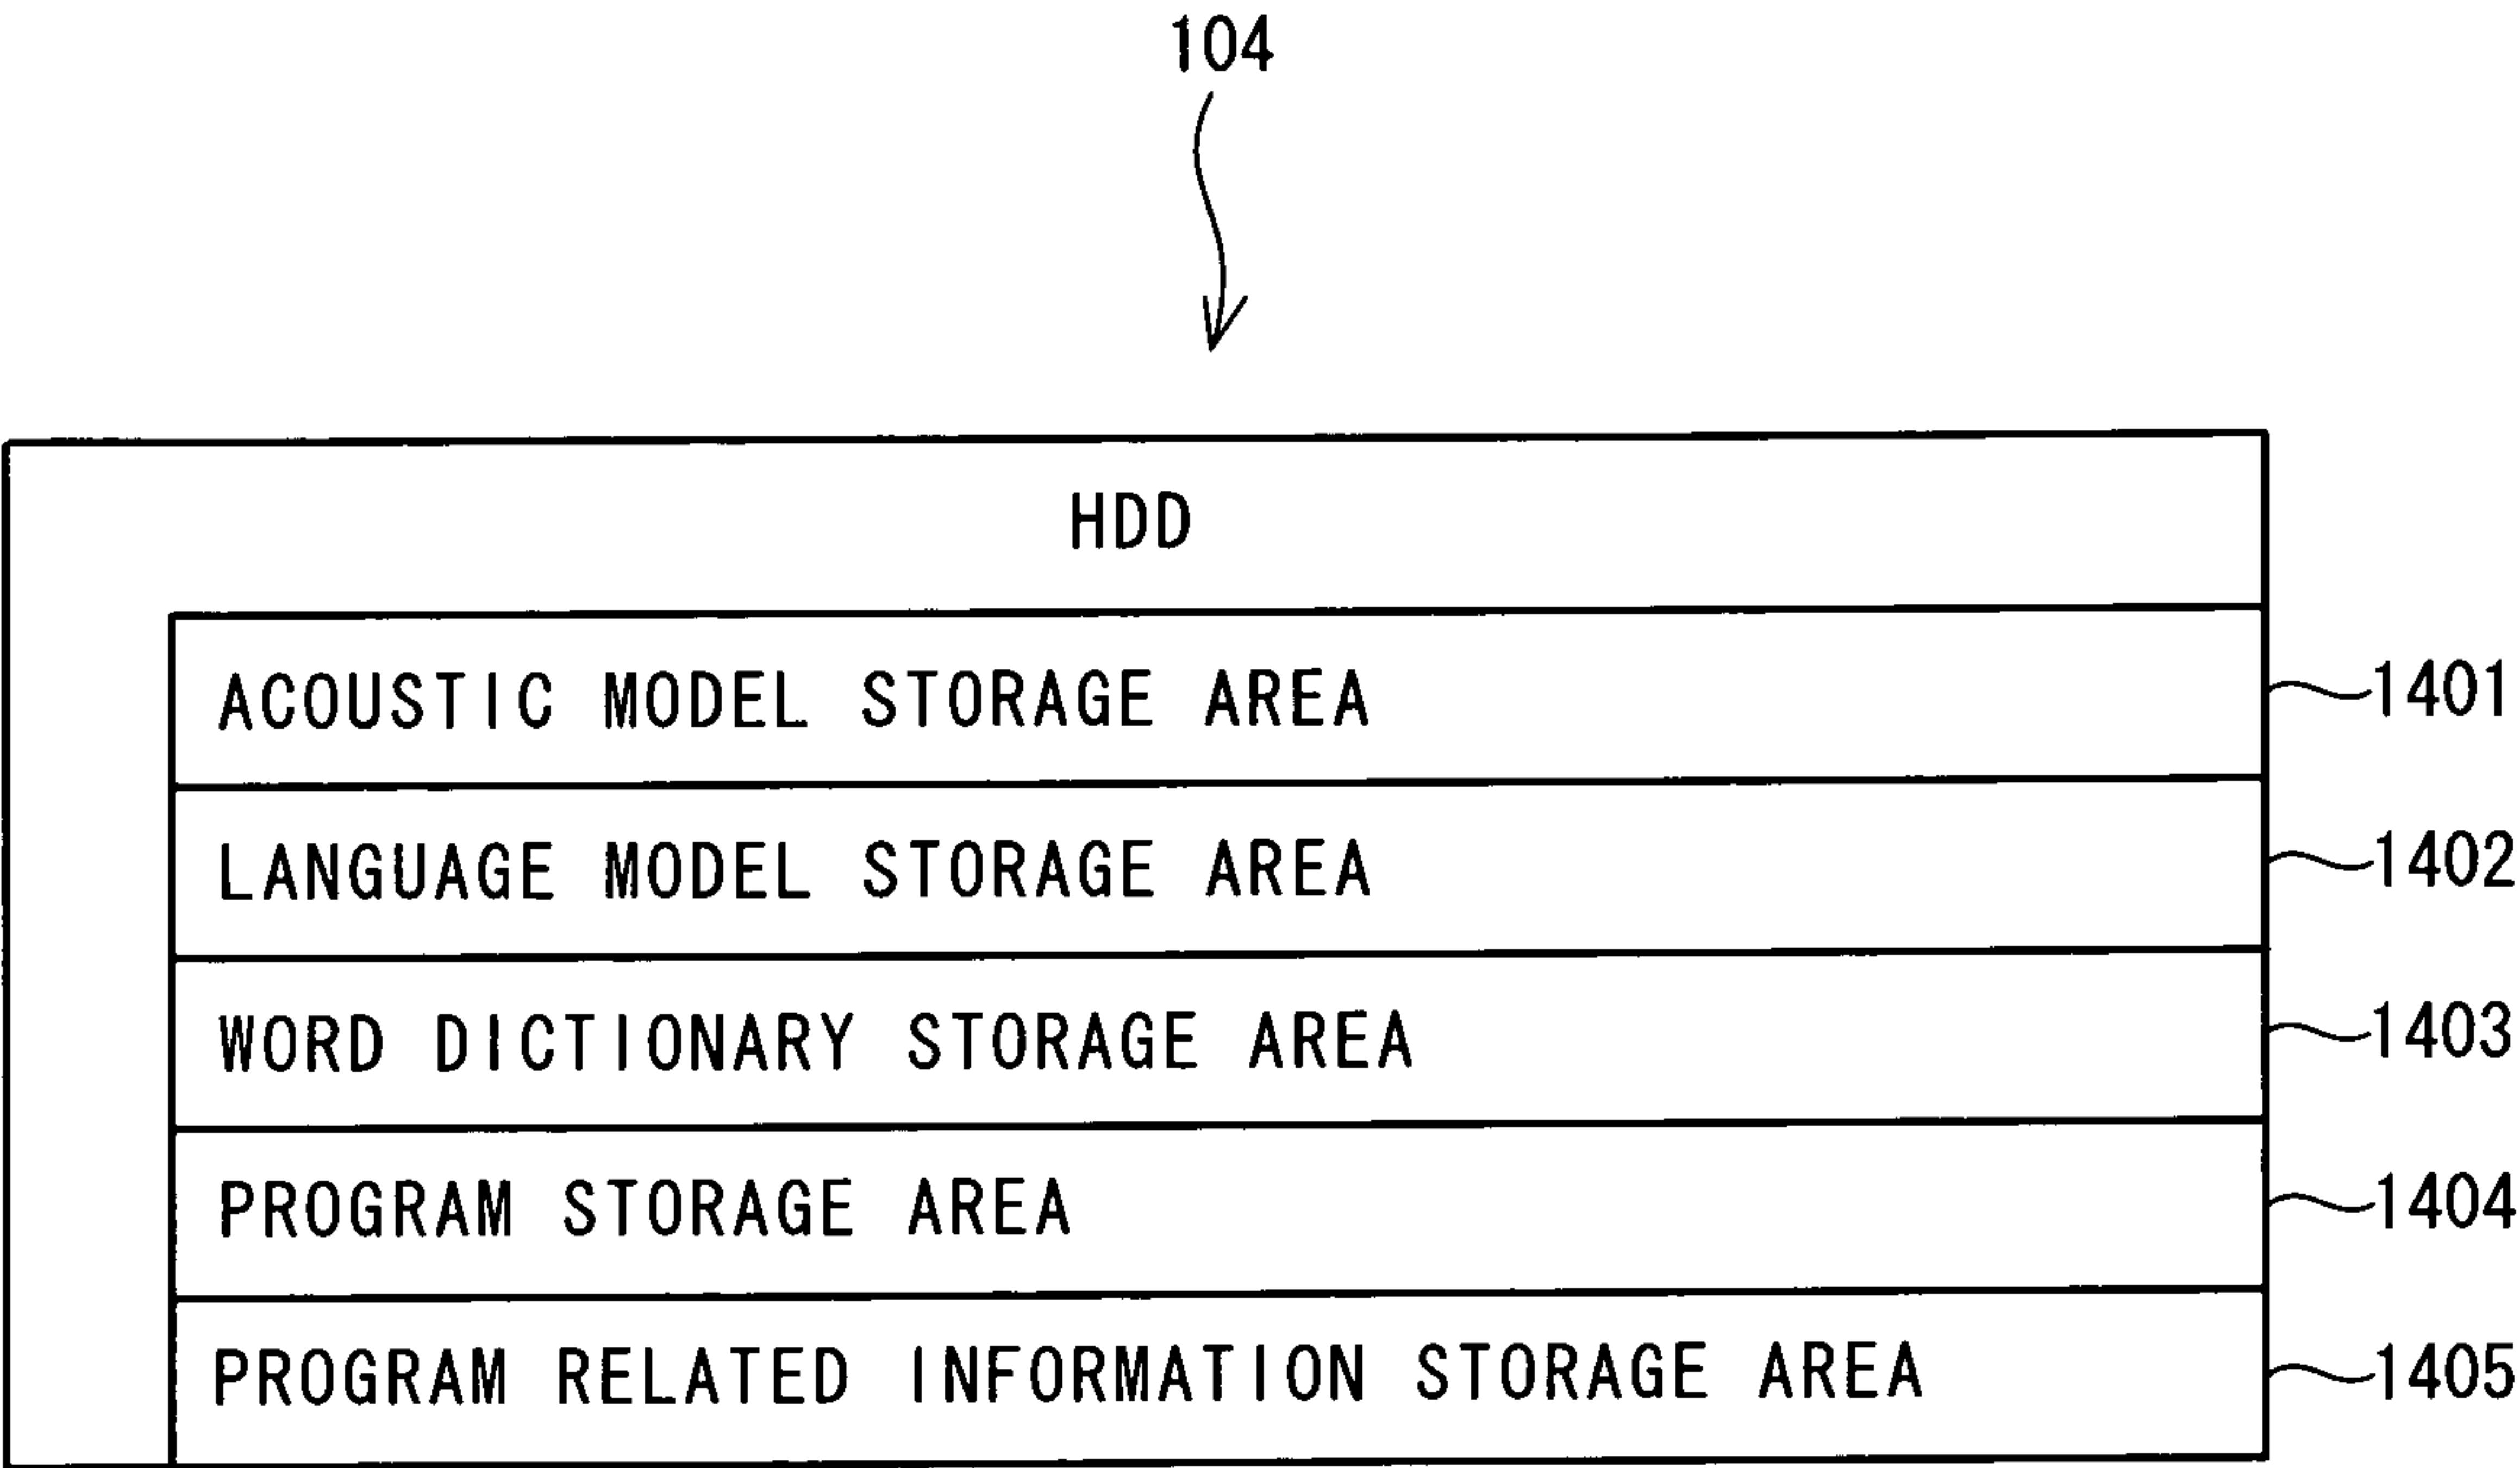 104
HDD
ACOUSTIC MODEL STORAGE AREA 1401
LANGUAGE MODEL STORAGE AREA 1402
WORD DICTIONARY STORAGE AREA 1403
PROGRAM STORAGE AREA 1404
PROGRAM RELATED INFORMATION STORAGE AREA 1405